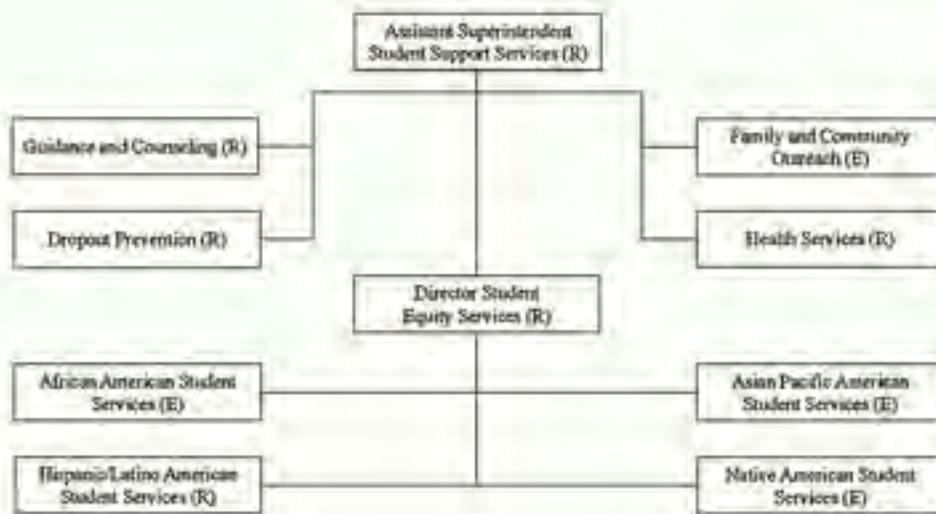 Assistant Superintendent
Student Support Services (R)
Guidance and Counseling (R)
Family and Community
Outreach (E)
Dropout Prevention (R)
Health Services (R)
Director Student
Equity Services (R)
African American Student
Services (E)
Asian Pacific American
Student Services (E)
Hispanic/Latino American
Student Services (R)
Native American Student
Services (E)